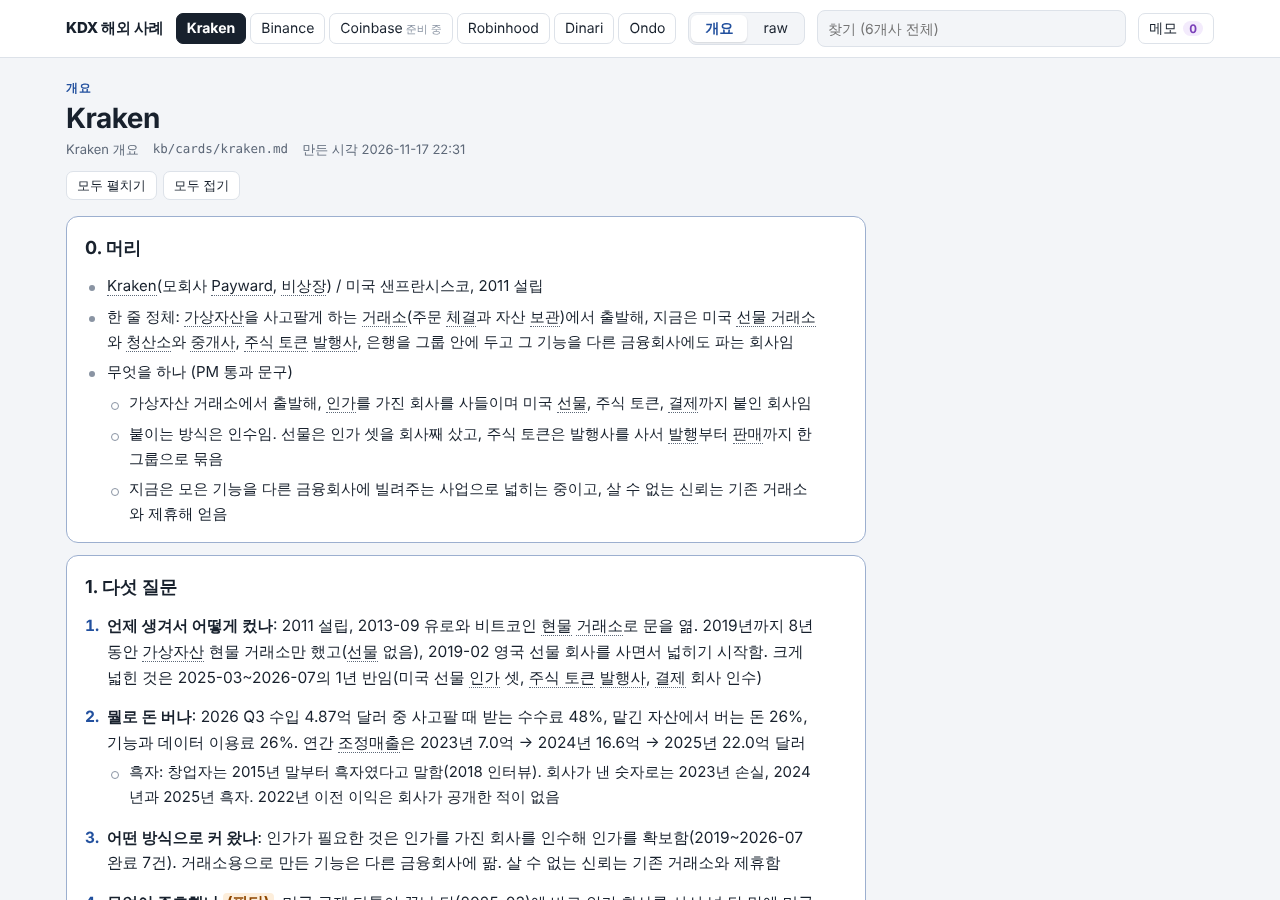 KDX 해외 사례 Kraken Binance Coinbase 준비 중 Robinhood Dinari Ondo 개요 raw 찾기 (6개사 전체) 메모 0
개요
Kraken
Kraken 개요 kb/cards/kraken.md 만든 시각 2026-11-17 22:31
모두 펼치기 모두 접기
0. 머리
Kraken(모회사 Payward, 비상장) / 미국 샌프란시스코, 2011 설립
한 줄 정체: 가상자산을 사고팔게 하는 거래소(주문 체결과 자산 보관)에서 출발해, 지금은 미국 선물 거래소
와 청산소와 중개사, 주식 토큰 발행사, 은행을 그룹 안에 두고 그 기능을 다른 금융회사에도 파는 회사임
무엇을 하나 (PM 통과 문구)
가상자산 거래소에서 출발해, 인가를 가진 회사를 사들이며 미국 선물, 주식 토큰, 결제까지 붙인 회사임
붙이는 방식은 인수임. 선물은 인가 셋을 회사째 샀고, 주식 토큰은 발행사를 사서 발행부터 판매까지 한
그룹으로 묶음
지금은 모은 기능을 다른 금융회사에 빌려주는 사업으로 넓히는 중이고, 살 수 없는 신뢰는 기존 거래소
와 제휴해 얻음
1. 다섯 질문
1. 언제 생겨서 어떻게 컸나: 2011 설립, 2013-09 유로와 비트코인 현물 거래소로 문을 엶. 2019년까지 8년
동안 가상자산 현물 거래소만 했고(선물 없음), 2019-02 영국 선물 회사를 사면서 넓히기 시작함. 크게
넓힌 것은 2025-03~2026-07의 1년 반임(미국 선물 인가 셋, 주식 토큰 발행사, 결제 회사 인수)
2. 뭘로 돈 버나: 2026 Q3 수입 4.87억 달러 중 사고팔 때 받는 수수료 48%, 맡긴 자산에서 버는 돈 26%,
기능과 데이터 이용료 26%. 연간 조정매출은 2023년 7.0억 → 2024년 16.6억 → 2025년 22.0억 달러
흑자: 창업자는 2015년 말부터 흑자였다고 말함(2018 인터뷰). 회사가 낸 숫자로는 2023년 손실, 2024
년과 2025년 흑자. 2022년 이전 이익은 회사가 공개한 적이 없음
3. 어떤 방식으로 커 왔나: 인가가 필요한 것은 인가를 가진 회사를 인수해 인가를 확보함(2019~2026-07
완료 7건). 거래소용으로 만든 기능은 다른 금융회사에 팖. 살 수 없는 신뢰는 기존 거래소와 제휴함